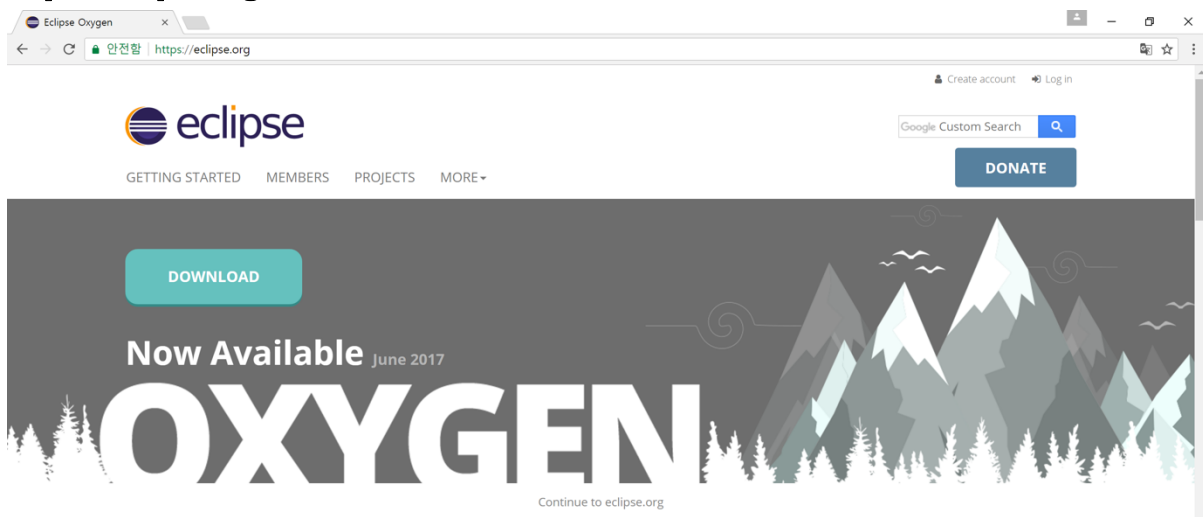 Eclipse Oxygen
안전함 | https://eclipse.org
Create account Log in
eclipse
Google Custom Search
DONATE
GETTING STARTED MEMBERS PROJECTS MORE
DOWNLOAD
Now Available June 2017
OXYGEN
Continue to eclipse.org